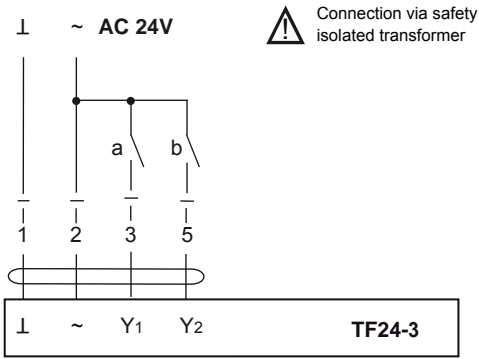 ⊥ ~ AC 24V
Connection via safety
isolated transformer
a b
1 2 3 5
⊥ ~ Y1 Y2 TF24-3